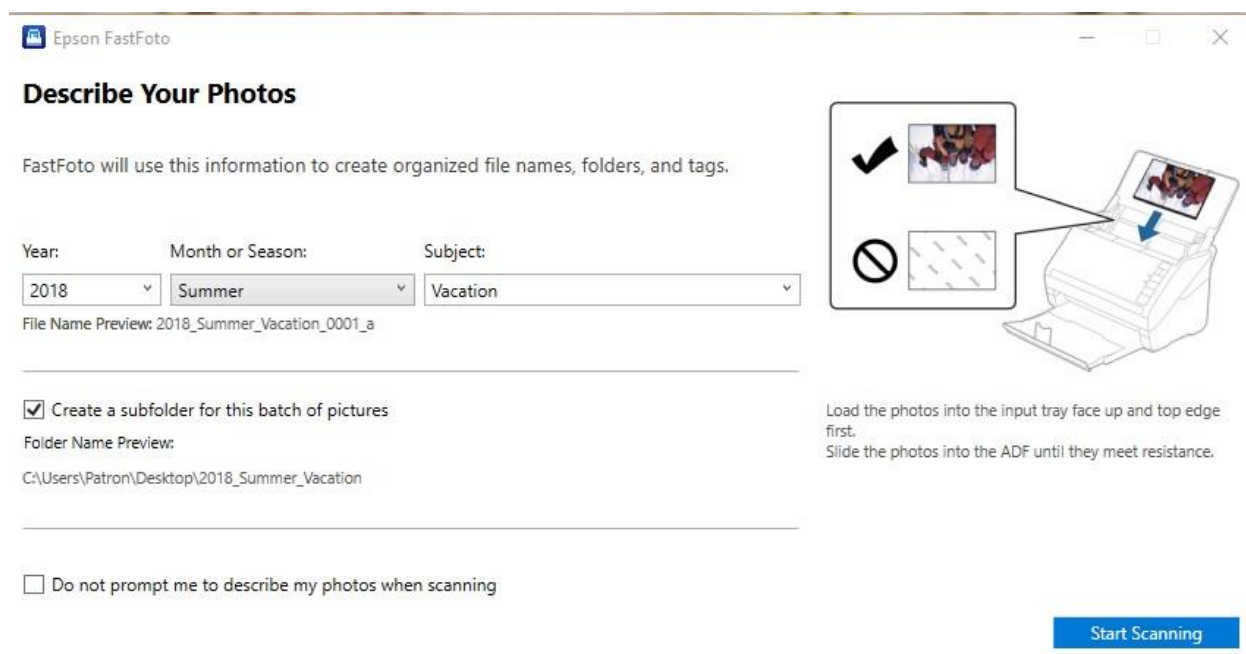 Epson FastFoto
Describe Your Photos
FastFoto will use this information to create organized file names, folders, and tags.
Year: Month or Season: Subject:
2018 Summer Vacation
File Name Preview: 2018_Summer_Vacation_0001_a
Create a subfolder for this batch of pictures
Folder Name Preview:
C:\Users\Patron\Desktop\2018_Summer_Vacation
Load the photos into the input tray face up and top edge
first.
Slide the photos into the ADF until they meet resistance.
Do not prompt me to describe my photos when scanning
Start Scanning